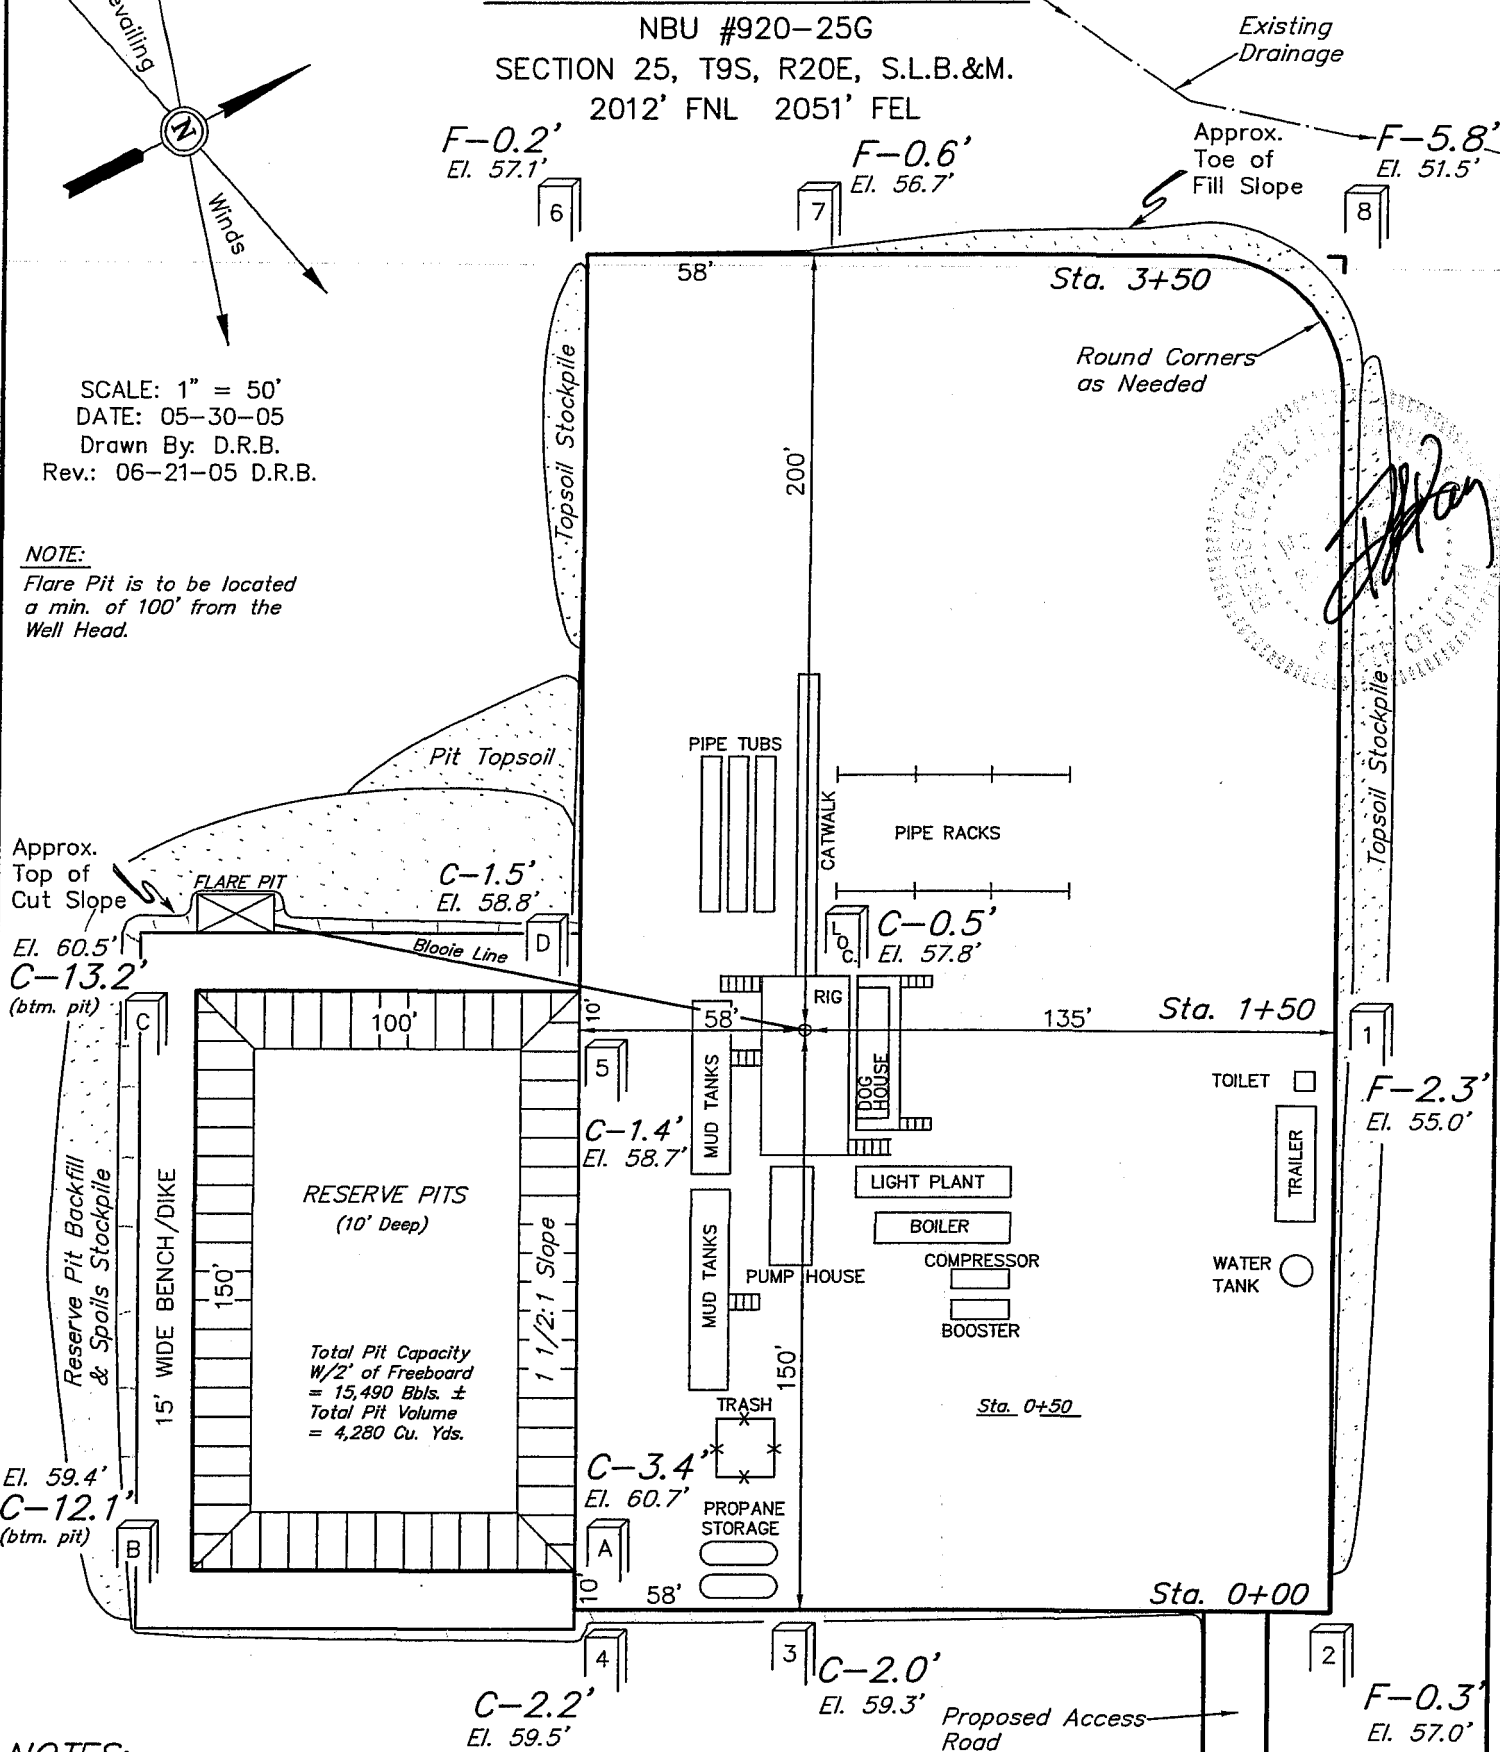 evailing
N
Winds
NBU #920-25G
SECTION 25, T9S, R20E, S.L.B.&M.
2012' FNL 2051' FEL
Existing
Drainage
F-0.2'
El. 57.1'
6
F-0.6'
El. 56.7'
7
Approx.
Toe of
Fill Slope
F-5.8'
El. 51.5'
8
58'
Sta. 3+50
Round Corners
as Needed
SCALE: 1" = 50'
DATE: 05-30-05
Drawn By: D.R.B.
Rev.: 06-21-05 D.R.B.
Topsoil Stockpile
200'
NOTE:
Flare Pit is to be located
a min. of 100' from the
Well Head.
REGISTERED LAND
OF UTAH
Topsoil Stockpile
Pit Topsoil
PIPE TUBS
CATWALK
PIPE RACKS
Approx.
Top of
Cut Slope
FLARE PIT
C-1.5'
El. 58.8'
D
Blooie Line
LOC.
C-0.5'
El. 57.8'
El. 60.5'
C-13.2'
(btm. pit)
C
100'
10'
58'
RIG
135'
Sta. 1+50
1
F-2.3'
El. 55.0'
5
C-1.4'
El. 58.7'
MUD TANKS
DOG
HOUSE
TOILET
TRAILER
LIGHT PLANT
BOILER
COMPRESSOR
BOOSTER
PUMP HOUSE
MUD TANKS
WATER
TANK
Reserve Pit Backfill
& Spoils Stockpile
15' WIDE BENCH/DIKE
150'
RESERVE PITS
(10' Deep)
1 1/2:1 Slope
Total Pit Capacity
W/2' of Freeboard
= 15,490 Bbls. ±
Total Pit Volume
= 4,280 Cu. Yds.
150'
TRASH
Sta. 0+50
El. 59.4'
C-12.1'
(btm. pit)
B
C-3.4'
El. 60.7'
A
PROPANE
STORAGE
10'
58'
Sta. 0+00
4
C-2.2'
El. 59.5'
3
C-2.0'
El. 59.3'
Proposed Access
Road
2
F-0.3'
El. 57.0'
NOTES: